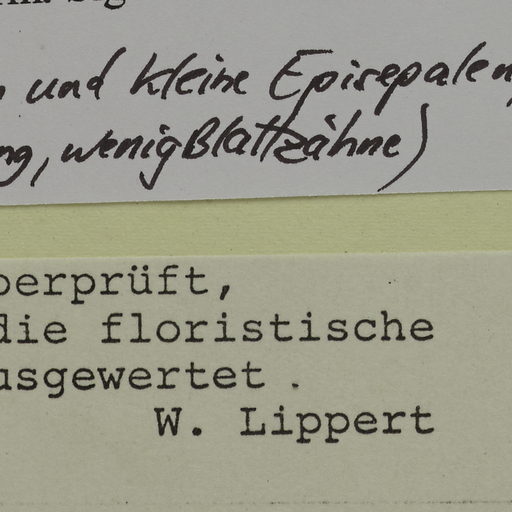 und kleine Episepalen,
ng, wenig Blattzähne)
berprüft,
die floristische
usgewertet.
W. Lippert